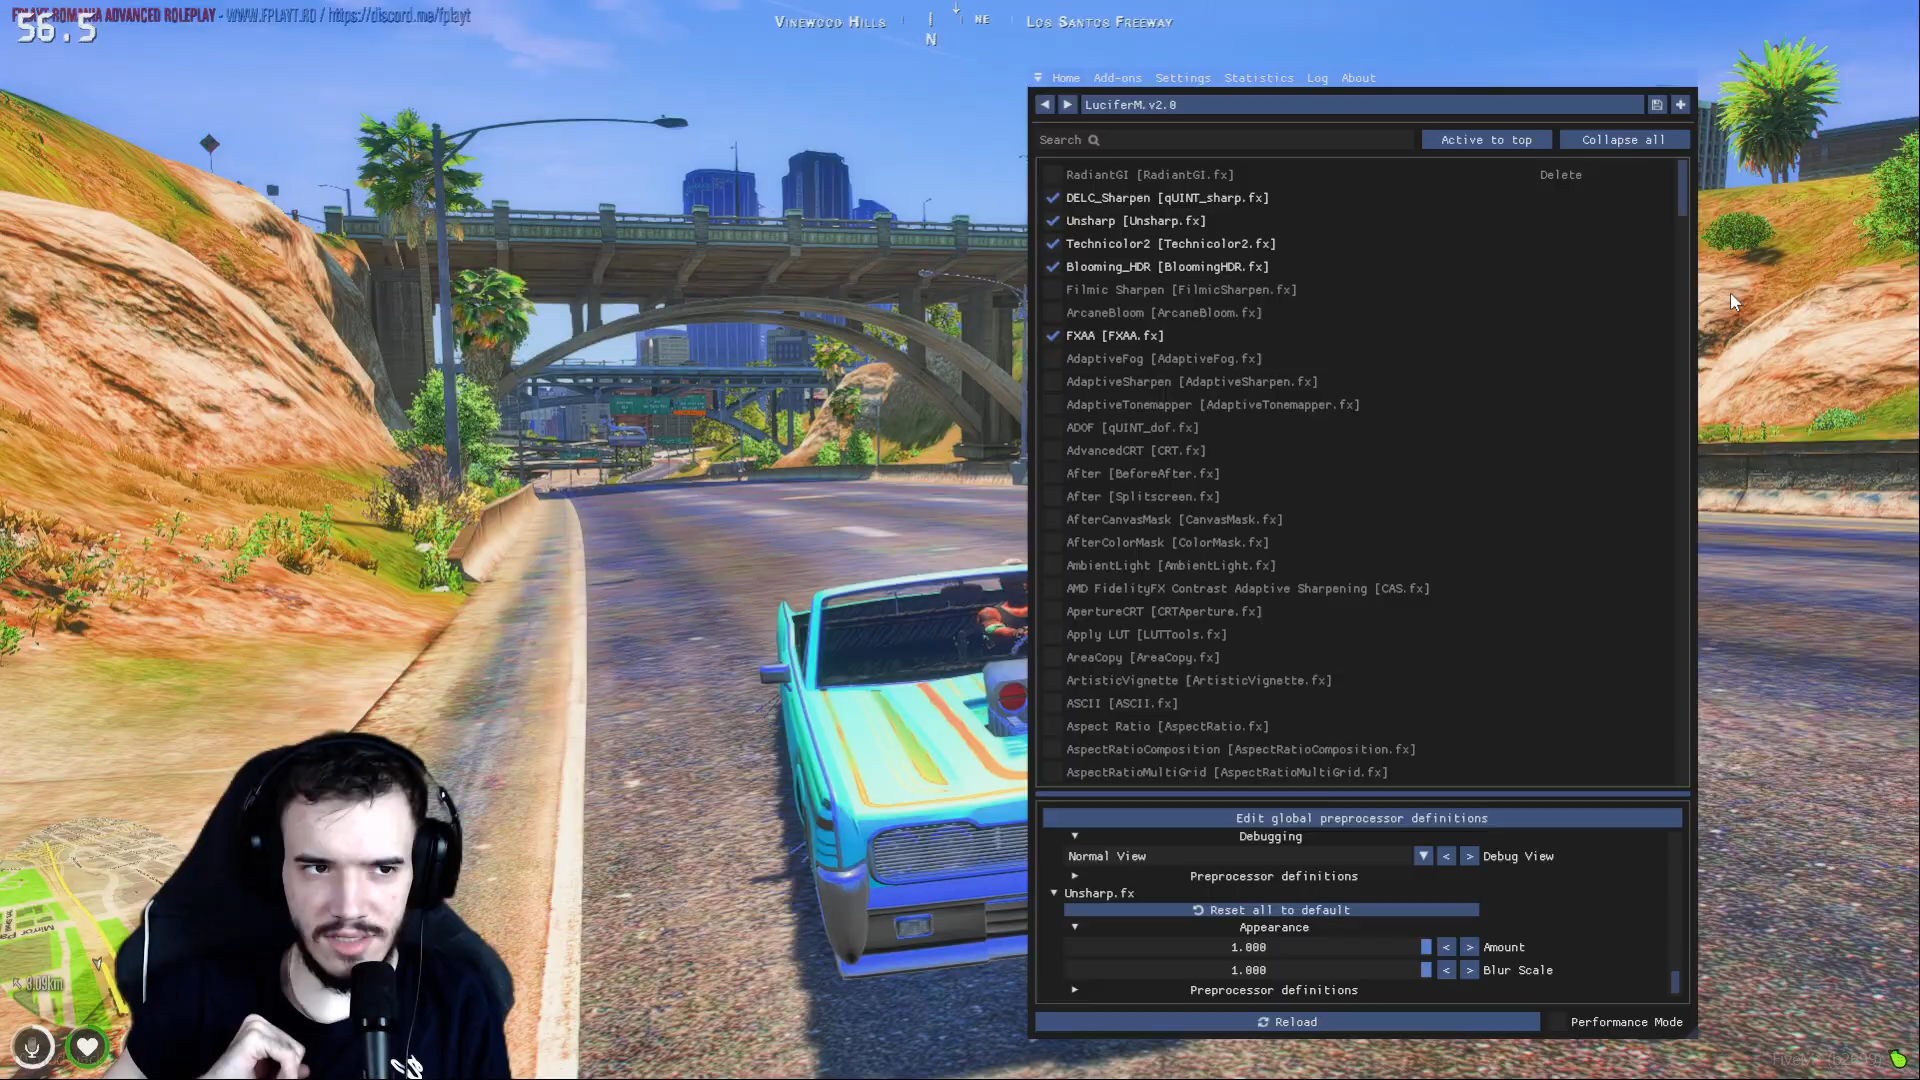 FPLAYT ROMANIA ADVANCED ROLEPLAY - WWW.FPLAYT.RO / https://discord.me/fplayt
56.5
Vinewood Hills
N
NE
Los Santos Freeway
Home Add-ons Settings Statistics Log About
LuciferM.v2.0
Search
Active to top
Collapse all
RadiantGI [RadiantGI.fx]
Delete
DELC_Sharpen [qUINT_sharp.fx]
Unsharp [Unsharp.fx]
Technicolor2 [Technicolor2.fx]
Blooming_HDR [BloomingHDR.fx]
Filmic Sharpen [FilmicSharpen.fx]
ArcaneBloom [ArcaneBloom.fx]
FXAA [FXAA.fx]
AdaptiveFog [AdaptiveFog.fx]
AdaptiveSharpen [AdaptiveSharpen.fx]
AdaptiveTonemapper [AdaptiveTonemapper.fx]
ADOF [qUINT_dof.fx]
AdvancedCRT [CRT.fx]
After [BeforeAfter.fx]
After [Splitscreen.fx]
AfterCanvasMask [CanvasMask.fx]
AfterColorMask [ColorMask.fx]
AmbientLight [AmbientLight.fx]
AMD FidelityFX Contrast Adaptive Sharpening [CAS.fx]
ApertureCRT [CRTAperture.fx]
Apply LUT [LUTTools.fx]
AreaCopy [AreaCopy.fx]
ArtisticVignette [ArtisticVignette.fx]
ASCII [ASCII.fx]
Aspect Ratio [AspectRatio.fx]
AspectRatioComposition [AspectRatioComposition.fx]
AspectRatioMultiGrid [AspectRatioMultiGrid.fx]
Edit global preprocessor definitions
Debugging
Normal View
< > Debug View
Preprocessor definitions
Unsharp.fx
Reset all to default
Appearance
1.000 < > Amount
1.000 < > Blur Scale
Preprocessor definitions
Reload
Performance Mode
Mirror Par
3.09km